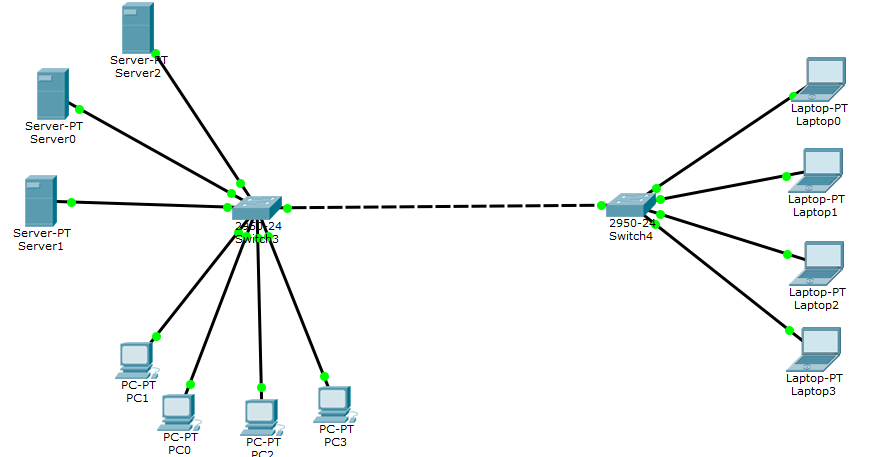 Server-PT
Server2
Server-PT
Server0
Server-PT
Server1
2950-24
Switch3
PC-PT
PC1
PC-PT
PC0
PC-PT
PC2
PC-PT
PC3
2950-24
Switch4
Laptop-PT
Laptop0
Laptop-PT
Laptop1
Laptop-PT
Laptop2
Laptop-PT
Laptop3